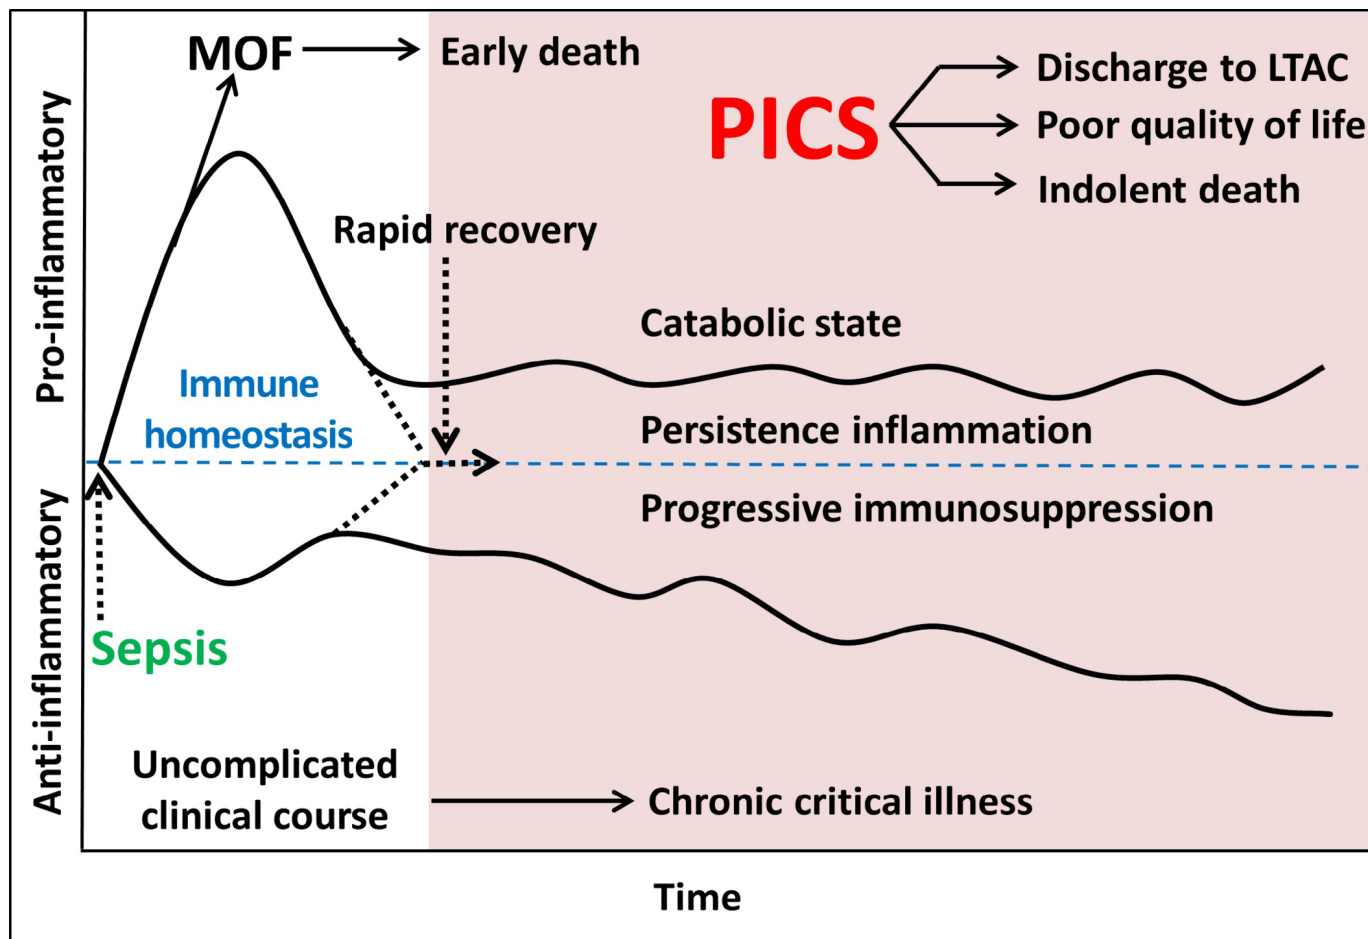 MOF
Early death
PICS
Discharge to LTAC
Poor quality of life
Indolent death
Rapid recovery
Pro-inflammatory
Immune
homeostasis
Catabolic state
Persistence inflammation
Progressive immunosuppression
Anti-inflammatory
Sepsis
Uncomplicated
clinical course
Chronic critical illness
Time